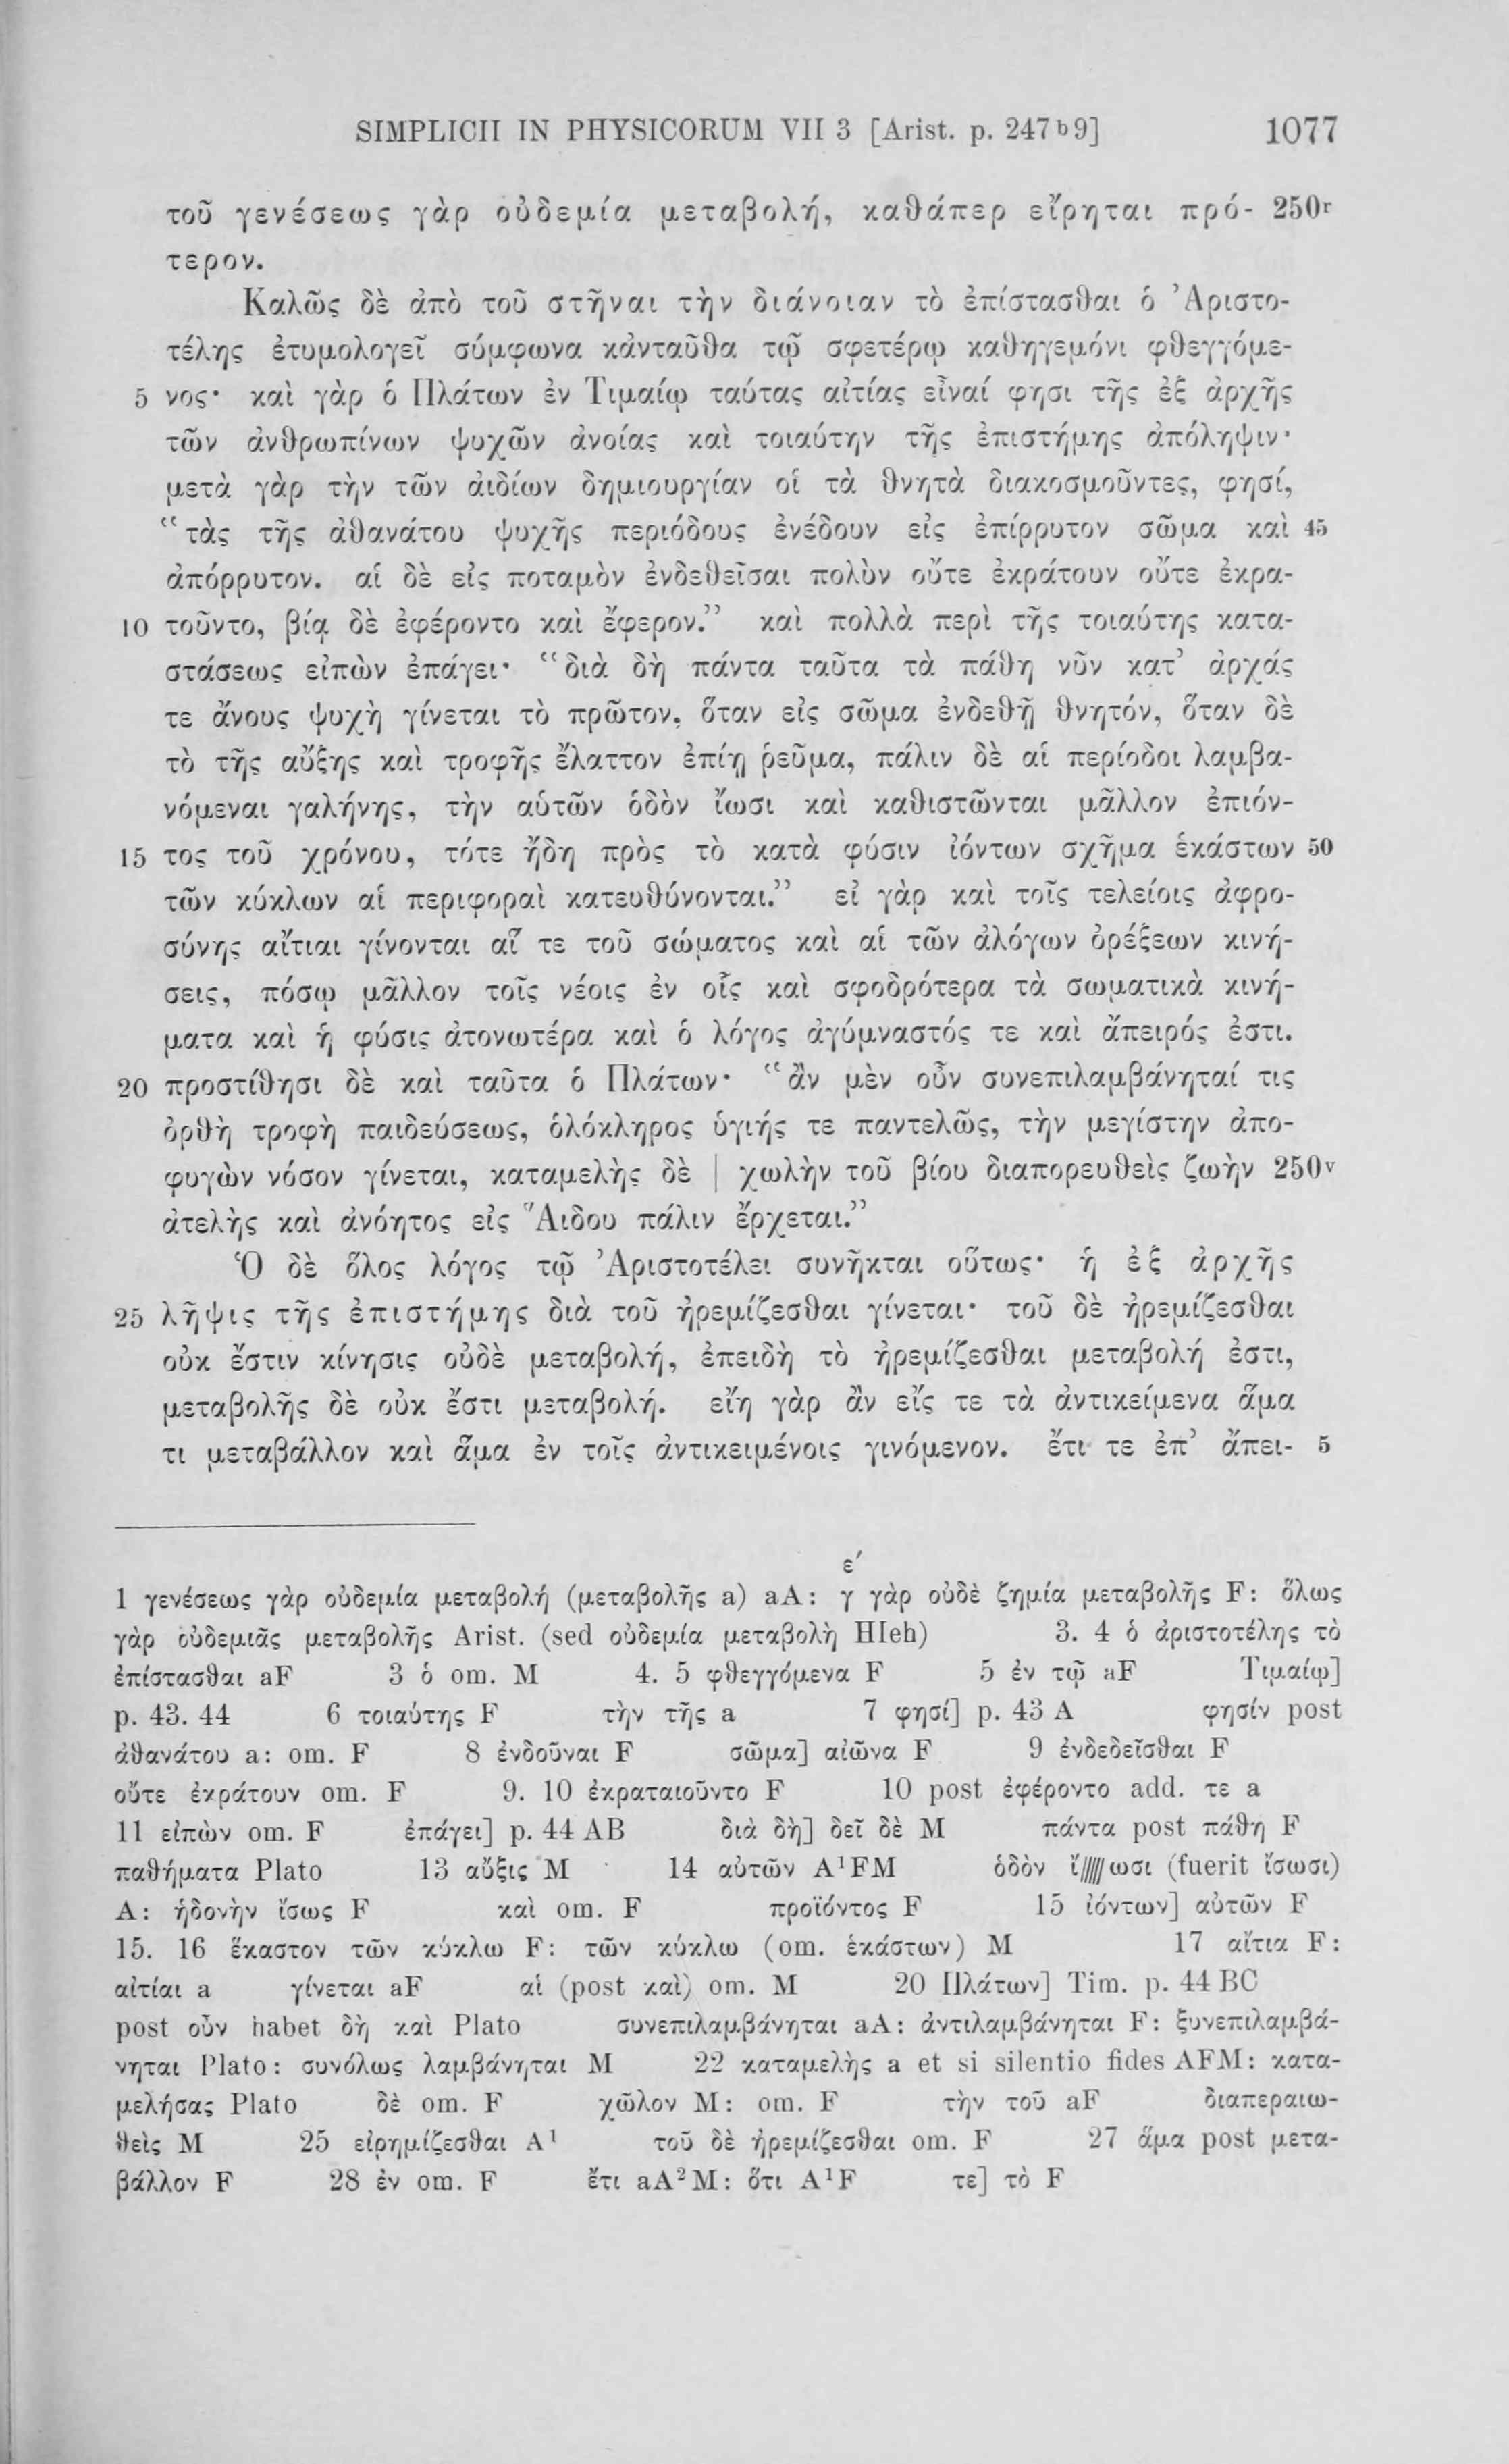 SIMPLICII IN PHYSICORUM VII 3 [Arist. p. 247ᵇ9] 1077
τοῦ γενέσεως γὰρ οὐδεμία μεταβολή, καθάπερ εἴρηται πρό- 250ʳ
τερον.
Καλῶς δὲ ἀπὸ τοῦ στῆναι τὴν διάνοιαν τὸ ἐπίστασθαι ὁ Ἀριστο-
τέλης ἐτυμολογεῖ σύμφωνα κἀνταῦθα τῷ σφετέρῳ καθηγεμόνι φθεγγόμε-
5 νος· καὶ γὰρ ὁ Πλάτων ἐν Τιμαίῳ ταύτας αἰτίας εἶναί φησι τῆς ἐξ ἀρχῆς
τῶν ἀνθρωπίνων ψυχῶν ἀνοίας καὶ τοιαύτην τῆς ἐπιστήμης ἀπόληψιν·
μετὰ γὰρ τὴν τῶν ἀιδίων δημιουργίαν οἱ τὰ θνητὰ διακοσμοῦντες, φησί,
“τὰς τῆς ἀθανάτου ψυχῆς περιόδους ἐνέδουν εἰς ἐπίρρυτον σῶμα καὶ 45
ἀπόρρυτον. αἱ δὲ εἰς ποταμὸν ἐνδεθεῖσαι πολὺν οὔτε ἐκράτουν οὔτε ἐκρα-
10 τοῦντο, βίᾳ δὲ ἐφέροντο καὶ ἔφερον.” καὶ πολλὰ περὶ τῆς τοιαύτης κατα-
στάσεως εἰπὼν ἐπάγει· “διὰ δὴ πάντα ταῦτα τὰ πάθη νῦν κατ’ ἀρχάς
τε ἄνους ψυχὴ γίνεται τὸ πρῶτον, ὅταν εἰς σῶμα ἐνδεθῇ θνητόν, ὅταν δὲ
τὸ τῆς αὔξης καὶ τροφῆς ἔλαττον ἐπίῃ ῥεῦμα, πάλιν δὲ αἱ περίοδοι λαμβα-
νόμεναι γαλήνης, τὴν αὑτῶν ὁδὸν ἴωσι καὶ καθιστῶνται μᾶλλον ἐπιόν-
15 τος τοῦ χρόνου, τότε ἤδη πρὸς τὸ κατὰ φύσιν ἰόντων σχῆμα ἑκάστων 50
τῶν κύκλων αἱ περιφοραὶ κατευθύνονται.” εἰ γὰρ καὶ τοῖς τελείοις ἀφρο-
σύνης αἴτιαι γίνονται αἵ τε τοῦ σώματος καὶ αἱ τῶν ἀλόγων ὀρέξεων κινή-
σεις, πόσῳ μᾶλλον τοῖς νέοις ἐν οἷς καὶ σφοδρότερα τὰ σωματικὰ κινή-
ματα καὶ ἡ φύσις ἀτονωτέρα καὶ ὁ λόγος ἀγύμναστός τε καὶ ἄπειρός ἐστι.
20 προστίθησι δὲ καὶ ταῦτα ὁ Πλάτων· “ἂν μὲν οὖν συνεπιλαμβάνηταί τις
ὀρθὴ τροφὴ παιδεύσεως, ὁλόκληρος ὑγιής τε παντελῶς, τὴν μεγίστην ἀπο-
φυγὼν νόσον γίνεται, καταμελὴς δὲ | χωλὴν τοῦ βίου διαπορευθεὶς ζωὴν 250ᵛ
ἀτελὴς καὶ ἀνόητος εἰς Ἅιδου πάλιν ἔρχεται.”
Ὁ δὲ ὅλος λόγος τῷ Ἀριστοτέλει συνῆκται οὕτως· ἡ ἐξ ἀρχῆς
25 λῆψις τῆς ἐπιστήμης διὰ τοῦ ἠρεμίζεσθαι γίνεται· τοῦ δὲ ἠρεμίζεσθαι
οὐκ ἔστιν κίνησις οὐδὲ μεταβολή, ἐπειδὴ τὸ ἠρεμίζεσθαι μεταβολή ἐστι,
μεταβολῆς δὲ οὐκ ἔστι μεταβολή. εἴη γὰρ ἂν εἴς τε τὰ ἀντικείμενα ἅμα
τι μεταβάλλον καὶ ἅμα ἐν τοῖς ἀντικειμένοις γινόμενον. ἔτι τε ἐπ’ ἄπει- 5
ε′
1 γενέσεως γὰρ οὐδεμία μεταβολή (μεταβολῆς a) aA: γ γὰρ οὐδὲ ζημία μεταβολῆς F: ὅλως
γὰρ οὐδεμιᾶς μεταβολῆς Arist. (sed οὐδεμία μεταβολὴ HIeh) 3. 4 ὁ ἀριστοτέλης τὸ
ἐπίστασθαι aF 3 ὁ om. M 4. 5 φθεγγόμενα F 5 ἐν τῷ aF Τιμαίῳ]
p. 43. 44 6 τοιαύτης F τὴν τῆς a 7 φησί] p. 43 A φησίν post
ἀθανάτου a: om. F 8 ἐνδοῦναι F σῶμα] αἰῶνα F 9 ἐνδεδεῖσθαι F
οὔτε ἐκράτουν om. F 9. 10 ἐκραταιοῦντο F 10 post ἐφέροντο add. τε a
11 εἰπὼν om. F ἐπάγει] p. 44 AB διὰ δὴ] δεῖ δὲ M πάντα post πάθη F
παθήματα Plato 13 αὔξις M 14 αὐτῶν A¹FM ὁδὸν ἴ/////ωσι (fuerit ἴσωσι)
A: ἡδονὴν ἴσως F καὶ om. F προϊόντος F 15 ἰόντων] αὐτῶν F
15. 16 ἕκαστον τῶν κύκλω F: τῶν κύκλω (om. ἑκάστων) M 17 αἴτια F:
αἰτίαι a γίνεται aF αἱ (post καὶ) om. M 20 Πλάτων] Tim. p. 44 BC
post οὖν habet δὴ καὶ Plato συνεπιλαμβάνηται aA: ἀντιλαμβάνηται F: ξυνεπιλαμβά-
νηται Plato: συνόλως λαμβάνηται M 22 καταμελὴς a et si silentio fides AFM: κατα-
μελήσας Plato δὲ om. F χῶλον M: om. F τὴν τοῦ aF διαπεραιω-
θεὶς M 25 εἰρημίζεσθαι A¹ τοῦ δὲ ἠρεμίζεσθαι om. F 27 ἅμα post μετα-
βάλλον F 28 ἐν om. F ἔτι aA²M: ὅτι A¹F τε] τὸ F